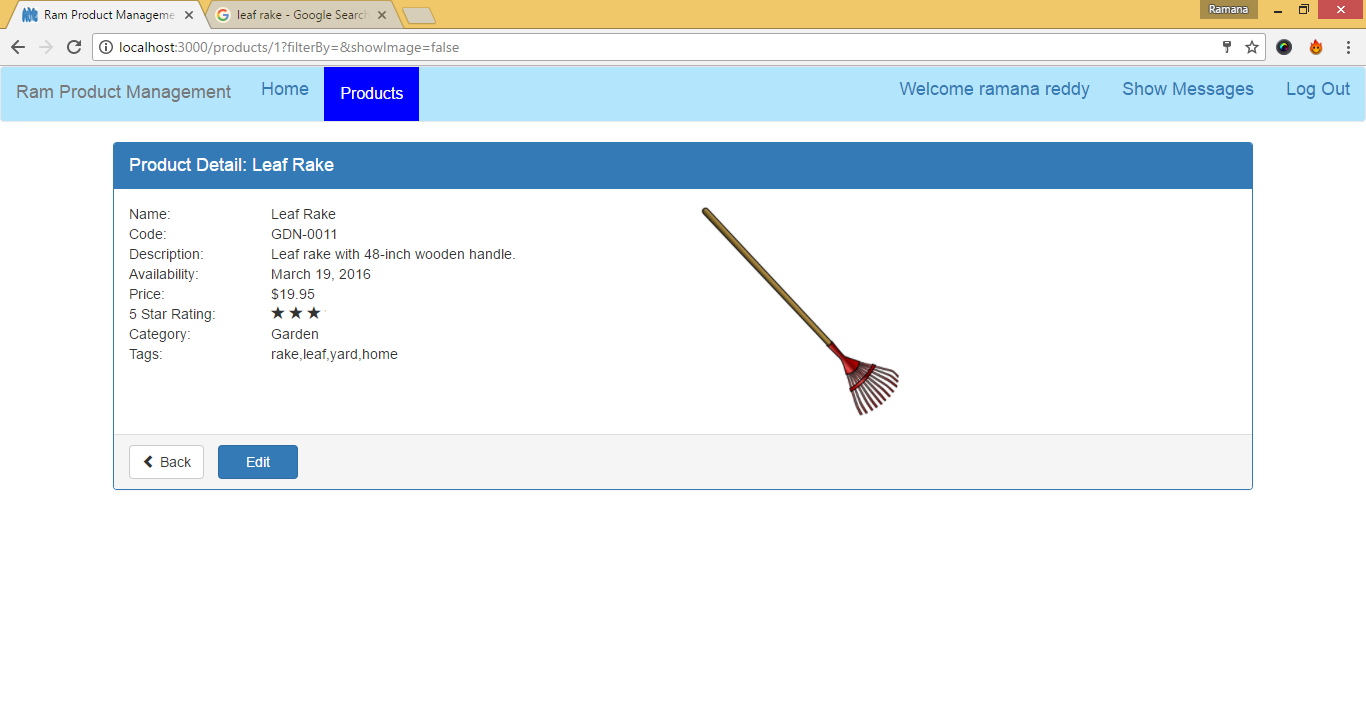 Ram Product Manageme
leaf rake - Google Search
Ramana
localhost:3000/products/1?filterBy=&showImage=false
Ram Product Management
Home
Products
Welcome ramana reddy
Show Messages
Log Out
Product Detail: Leaf Rake
Name: Leaf Rake
Code: GDN-0011
Description: Leaf rake with 48-inch wooden handle.
Availability: March 19, 2016
Price: $19.95
5 Star Rating:
Category: Garden
Tags: rake,leaf,yard,home
Back
Edit